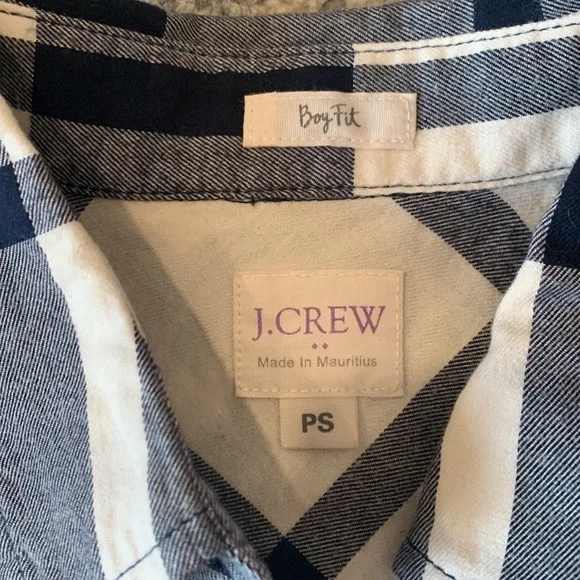 Boy Fit
J.CREW
Made In Mauritius
PS